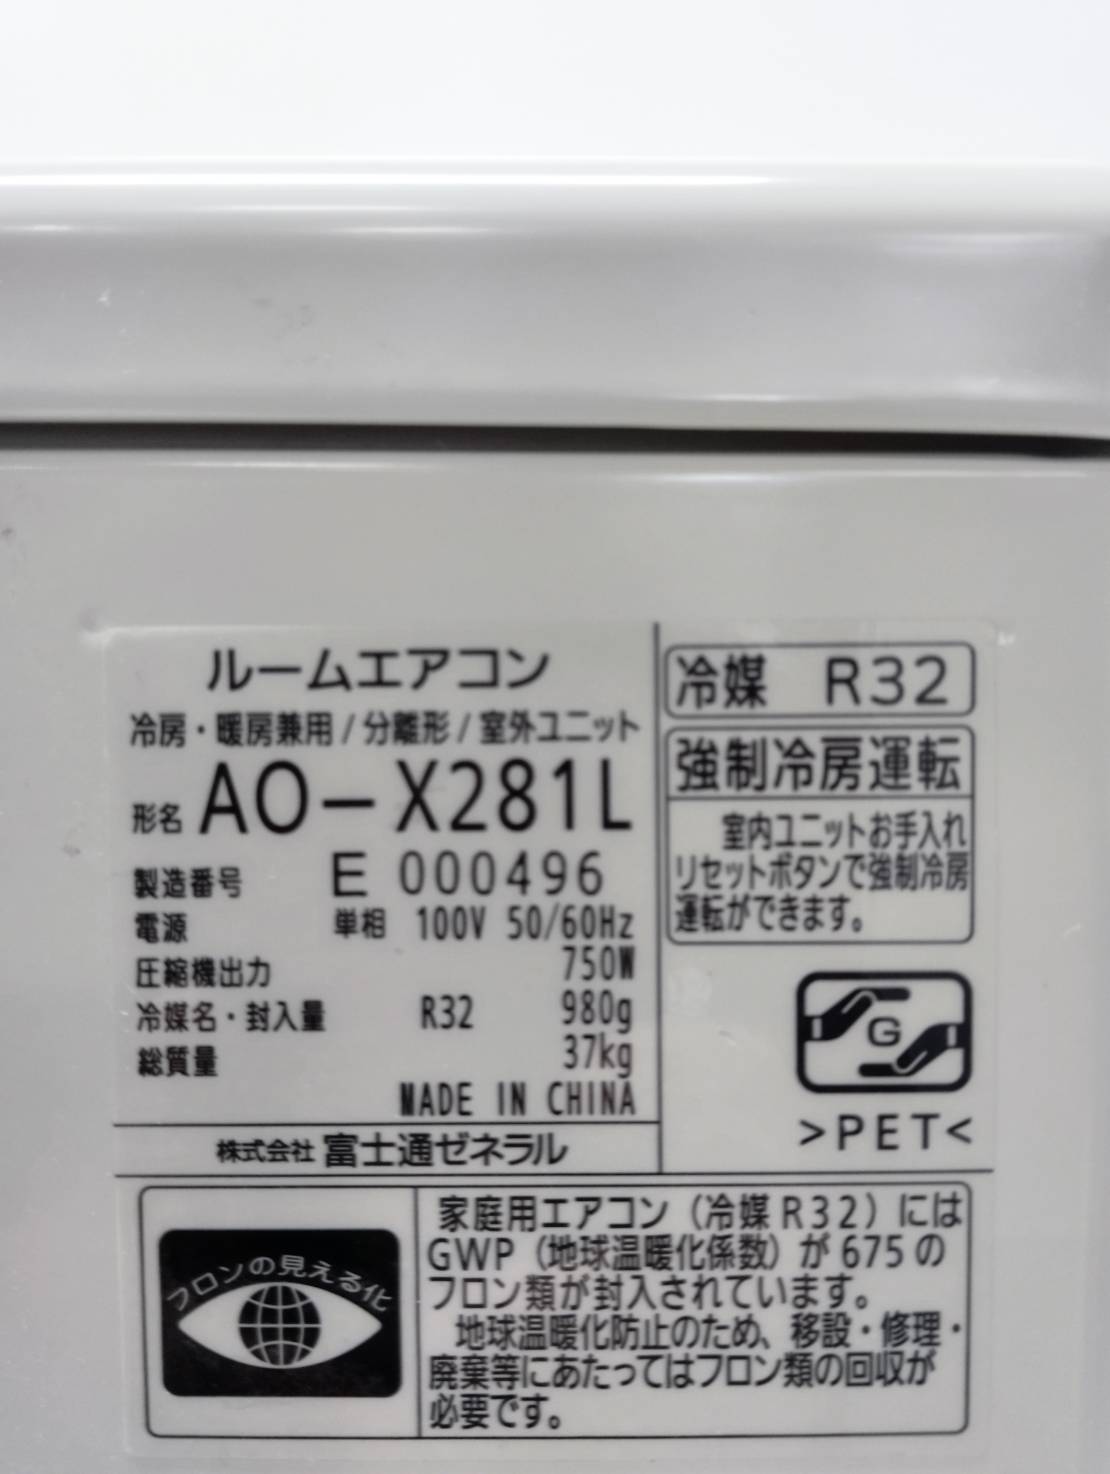 ルームエアコン
冷房・暖房兼用/分離形/室外ユニット
形名 AO-X281L
製造番号 E 000496
電源 単相 100V 50/60Hz
圧縮機出力 750W
冷媒名・封入量 R32 980g
総質量 37kg
MADE IN CHINA
株式会社 富士通ゼネラル
冷媒 R32
強制冷房運転
室内ユニットお手入れ
リセットボタンで強制冷房
運転ができます。
G
>PET<
フロンの見える化
家庭用エアコン（冷媒R32）には
GWP（地球温暖化係数）が675の
フロン類が封入されています。
地球温暖化防止のため、移設・修理・
廃棄等にあたってはフロン類の回収が
必要です。